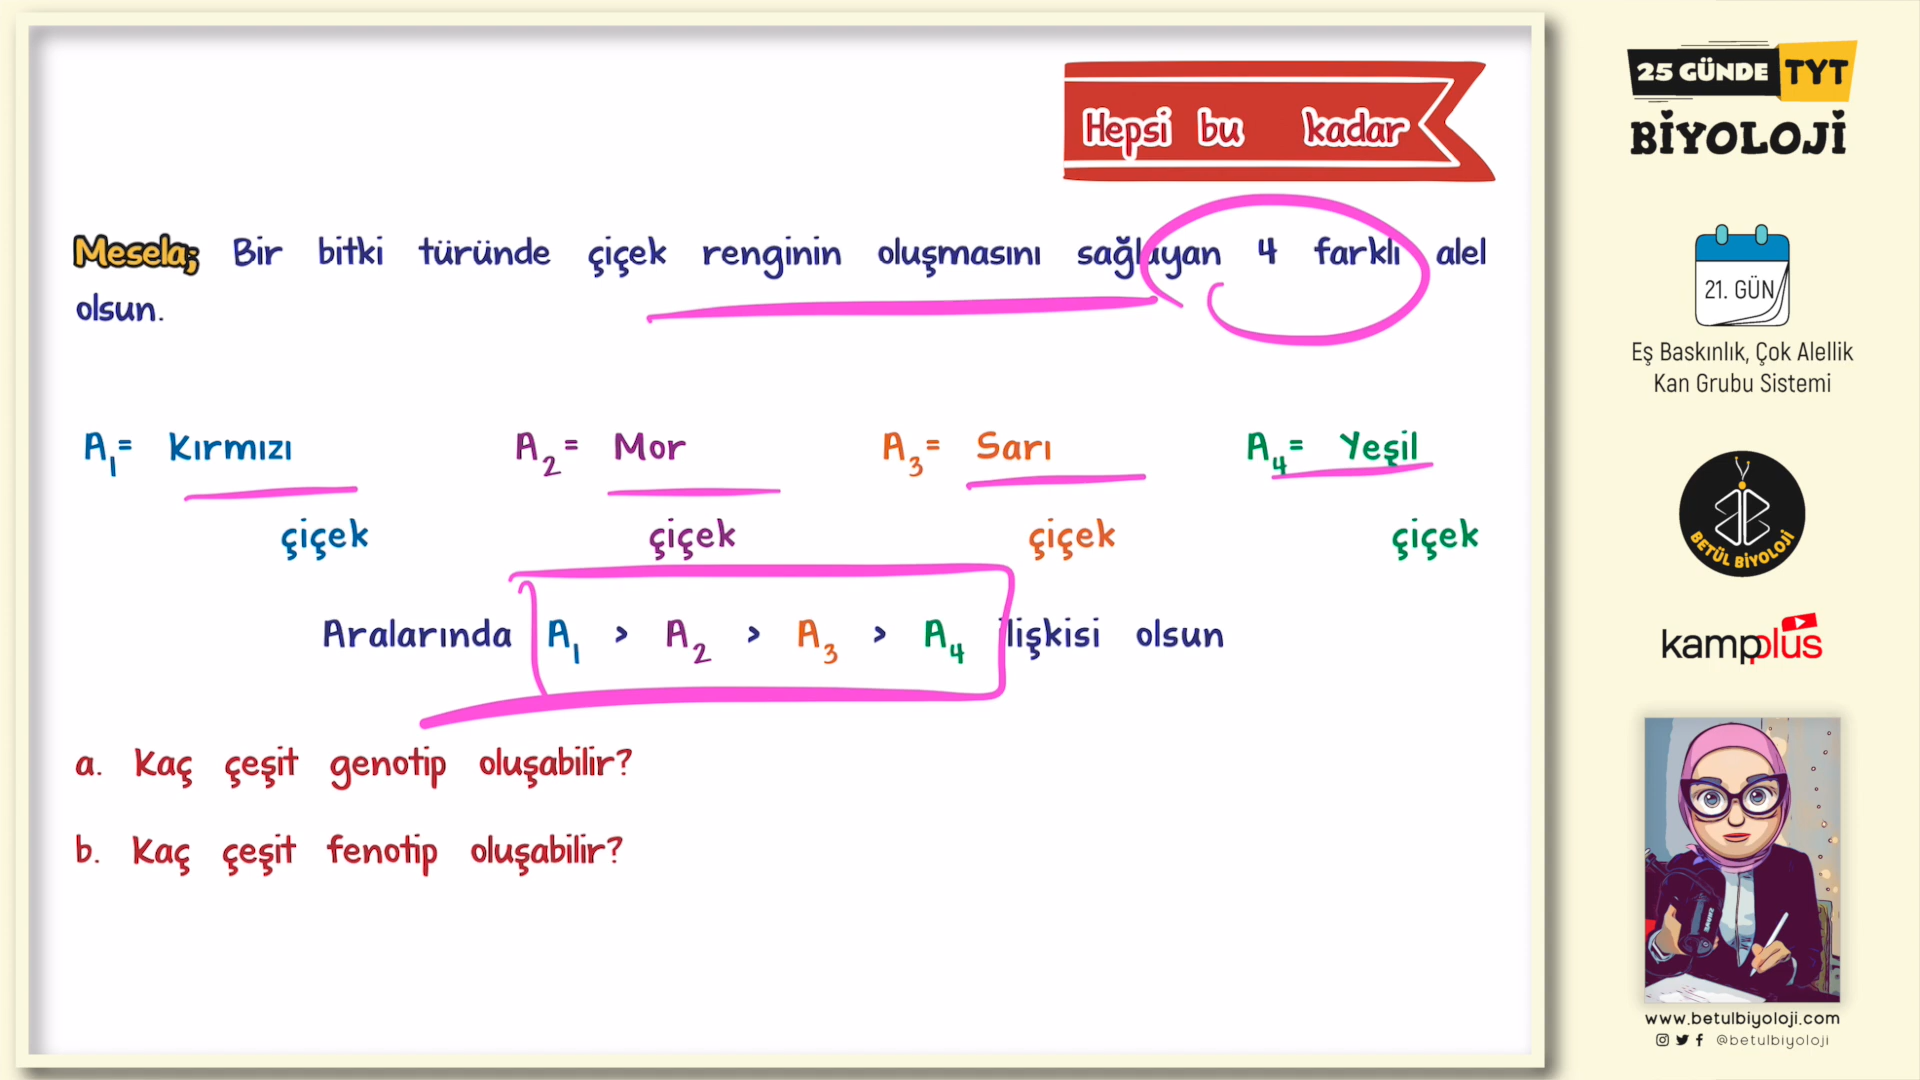 Hepsi bu kadar
Mesela; Bir bitki türünde çiçek renginin oluşmasını sağlayan 4 farklı alel
olsun.
A1= Kırmızı
çiçek
A2= Mor
çiçek
A3= Sarı
çiçek
A4= Yeşil
çiçek
Aralarında A1 > A2 > A3 > A4 ilişkisi olsun
a. Kaç çeşit genotip oluşabilir?
b. Kaç çeşit fenotip oluşabilir?
25 GÜNDE TYT
BİYOLOJİ
21. GÜN
Eş Baskınlık, Çok Alellik
Kan Grubu Sistemi
BETÜL BİYOLOJİ
kampplus
www.betulbiyoloji.com
@betulbiyoloji